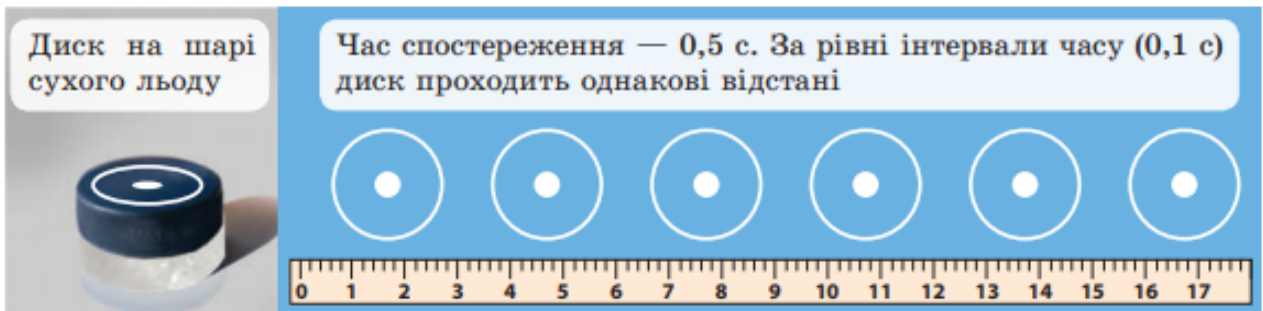 Диск на шарі
сухого льоду
Час спостереження — 0,5 с. За рівні інтервали часу (0,1 с)
диск проходить однакові відстані
0 1 2 3 4 5 6 7 8 9 10 11 12 13 14 15 16 17